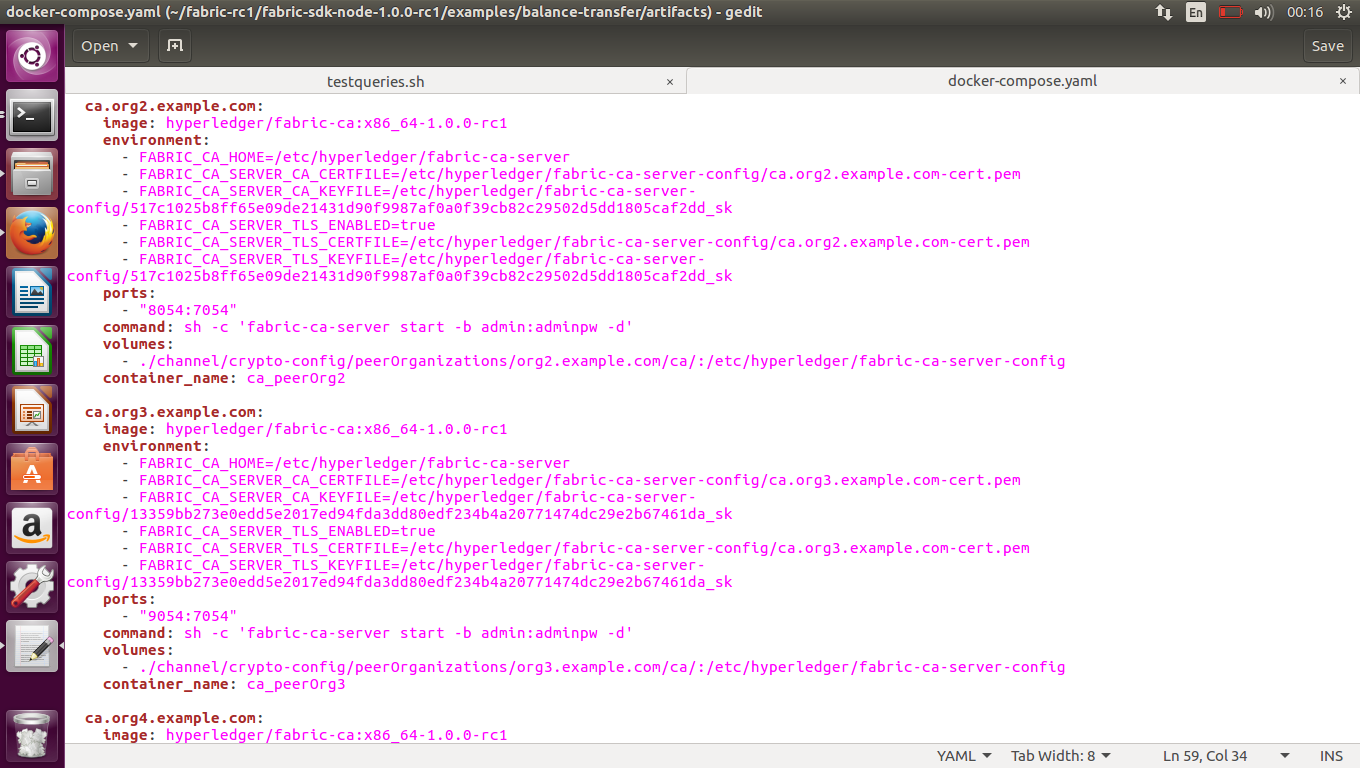 docker-compose.yaml (~/fabric-rc1/fabric-sdk-node-1.0.0-rc1/examples/balance-transfer/artifacts) - gedit
En
00:16
Open
Save
testqueries.sh ×
docker-compose.yaml ×
ca.org2.example.com:
image: hyperledger/fabric-ca:x86_64-1.0.0-rc1
environment:
- FABRIC_CA_HOME=/etc/hyperledger/fabric-ca-server
- FABRIC_CA_SERVER_CA_CERTFILE=/etc/hyperledger/fabric-ca-server-config/ca.org2.example.com-cert.pem
- FABRIC_CA_SERVER_CA_KEYFILE=/etc/hyperledger/fabric-ca-server-
config/517c1025b8ff65e09de21431d90f9987af0a0f39cb82c29502d5dd1805caf2dd_sk
- FABRIC_CA_SERVER_TLS_ENABLED=true
- FABRIC_CA_SERVER_TLS_CERTFILE=/etc/hyperledger/fabric-ca-server-config/ca.org2.example.com-cert.pem
- FABRIC_CA_SERVER_TLS_KEYFILE=/etc/hyperledger/fabric-ca-server-
config/517c1025b8ff65e09de21431d90f9987af0a0f39cb82c29502d5dd1805caf2dd_sk
ports:
- "8054:7054"
command: sh -c 'fabric-ca-server start -b admin:adminpw -d'
volumes:
- ./channel/crypto-config/peerOrganizations/org2.example.com/ca/:/etc/hyperledger/fabric-ca-server-config
container_name: ca_peerOrg2
ca.org3.example.com:
image: hyperledger/fabric-ca:x86_64-1.0.0-rc1
environment:
- FABRIC_CA_HOME=/etc/hyperledger/fabric-ca-server
- FABRIC_CA_SERVER_CA_CERTFILE=/etc/hyperledger/fabric-ca-server-config/ca.org3.example.com-cert.pem
- FABRIC_CA_SERVER_CA_KEYFILE=/etc/hyperledger/fabric-ca-server-
config/13359bb273e0edd5e2017ed94fda3dd80edf234b4a20771474dc29e2b67461da_sk
- FABRIC_CA_SERVER_TLS_ENABLED=true
- FABRIC_CA_SERVER_TLS_CERTFILE=/etc/hyperledger/fabric-ca-server-config/ca.org3.example.com-cert.pem
- FABRIC_CA_SERVER_TLS_KEYFILE=/etc/hyperledger/fabric-ca-server-
config/13359bb273e0edd5e2017ed94fda3dd80edf234b4a20771474dc29e2b67461da_sk
ports:
- "9054:7054"
command: sh -c 'fabric-ca-server start -b admin:adminpw -d'
volumes:
- ./channel/crypto-config/peerOrganizations/org3.example.com/ca/:/etc/hyperledger/fabric-ca-server-config
container_name: ca_peerOrg3
ca.org4.example.com:
image: hyperledger/fabric-ca:x86_64-1.0.0-rc1
YAML
Tab Width: 8
Ln 59, Col 34
INS